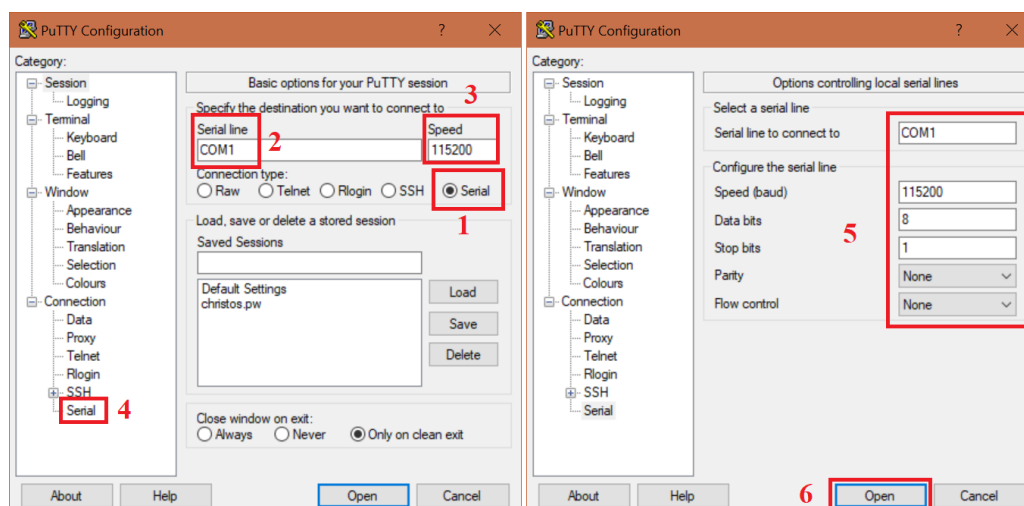 PuTTY Configuration ? ×
Category:
Session
Logging
Terminal
Keyboard
Bell
Features
Window
Appearance
Behaviour
Translation
Selection
Colours
Connection
Data
Proxy
Telnet
Rlogin
SSH
Serial
4
Basic options for your PuTTY session
Specify the destination you want to connect to
3
Serial line
Speed
COM1
2
115200
Connection type:
Raw Telnet Rlogin SSH Serial
1
Load, save or delete a stored session
Saved Sessions
Default Settings
christos.pw
Load
Save
Delete
Close window on exit:
Always Never Only on clean exit
About Help Open Cancel
PuTTY Configuration ? ×
Category:
Session
Logging
Terminal
Keyboard
Bell
Features
Window
Appearance
Behaviour
Translation
Selection
Colours
Connection
Data
Proxy
Telnet
Rlogin
SSH
Serial
Options controlling local serial lines
Select a serial line
Serial line to connect to COM1
Configure the serial line
Speed (baud) 115200
Data bits 8
5
Stop bits 1
Parity None
Flow control None
About Help 6 Open Cancel